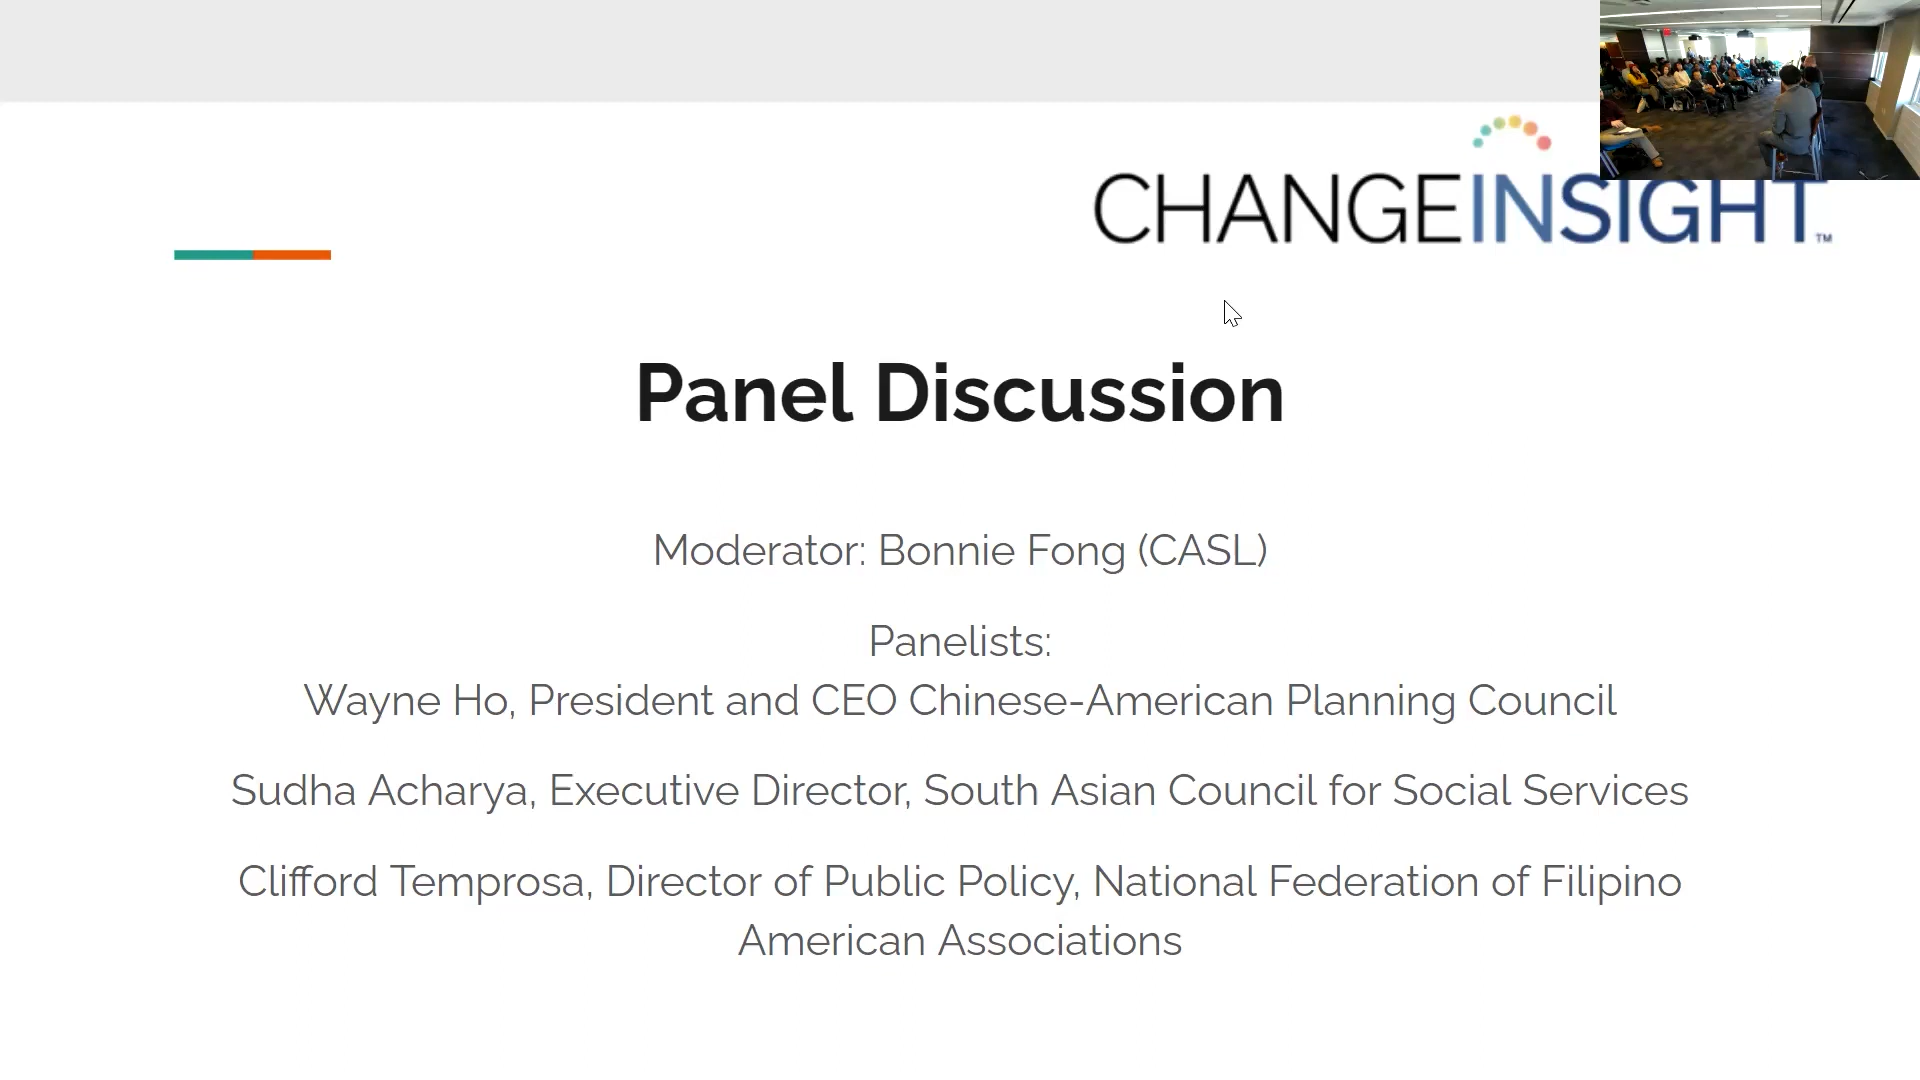 CHANGEINSIGHT™
Panel Discussion
Moderator: Bonnie Fong (CASL)
Panelists:
Wayne Ho, President and CEO Chinese-American Planning Council
Sudha Acharya, Executive Director, South Asian Council for Social Services
Clifford Temprosa, Director of Public Policy, National Federation of Filipino
American Associations